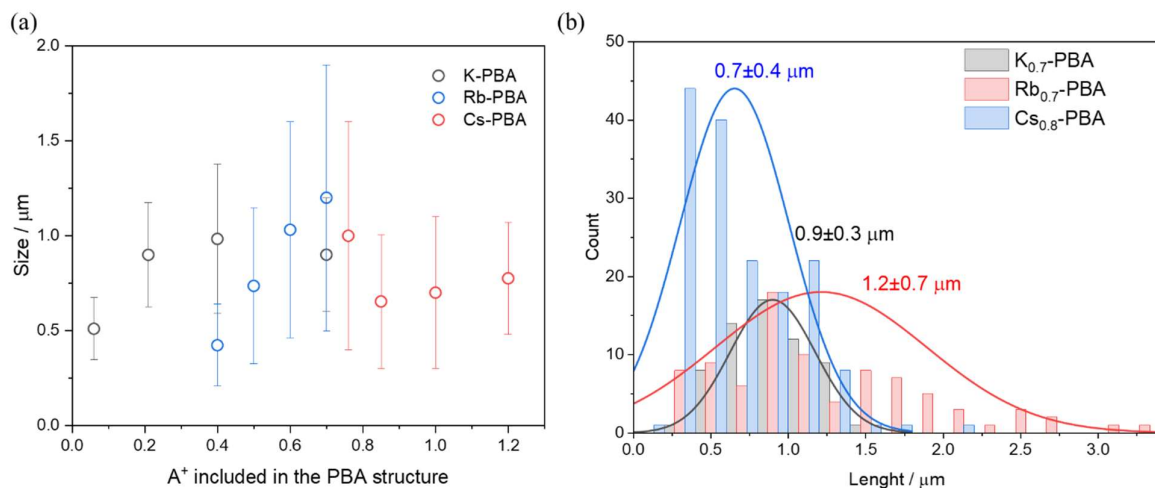 (a)
2.0
1.5
1.0
0.5
0.0
Size / μm
0.0 0.2 0.4 0.6 0.8 1.0 1.2
A⁺ included in the PBA structure
K-PBA
Rb-PBA
Cs-PBA
(b)
50
40
30
20
10
0
Count
0.0 0.5 1.0 1.5 2.0 2.5 3.0
Lenght / μm
0.7±0.4 μm
0.9±0.3 μm
1.2±0.7 μm
K₀.₇-PBA
Rb₀.₇-PBA
Cs₀.₈-PBA